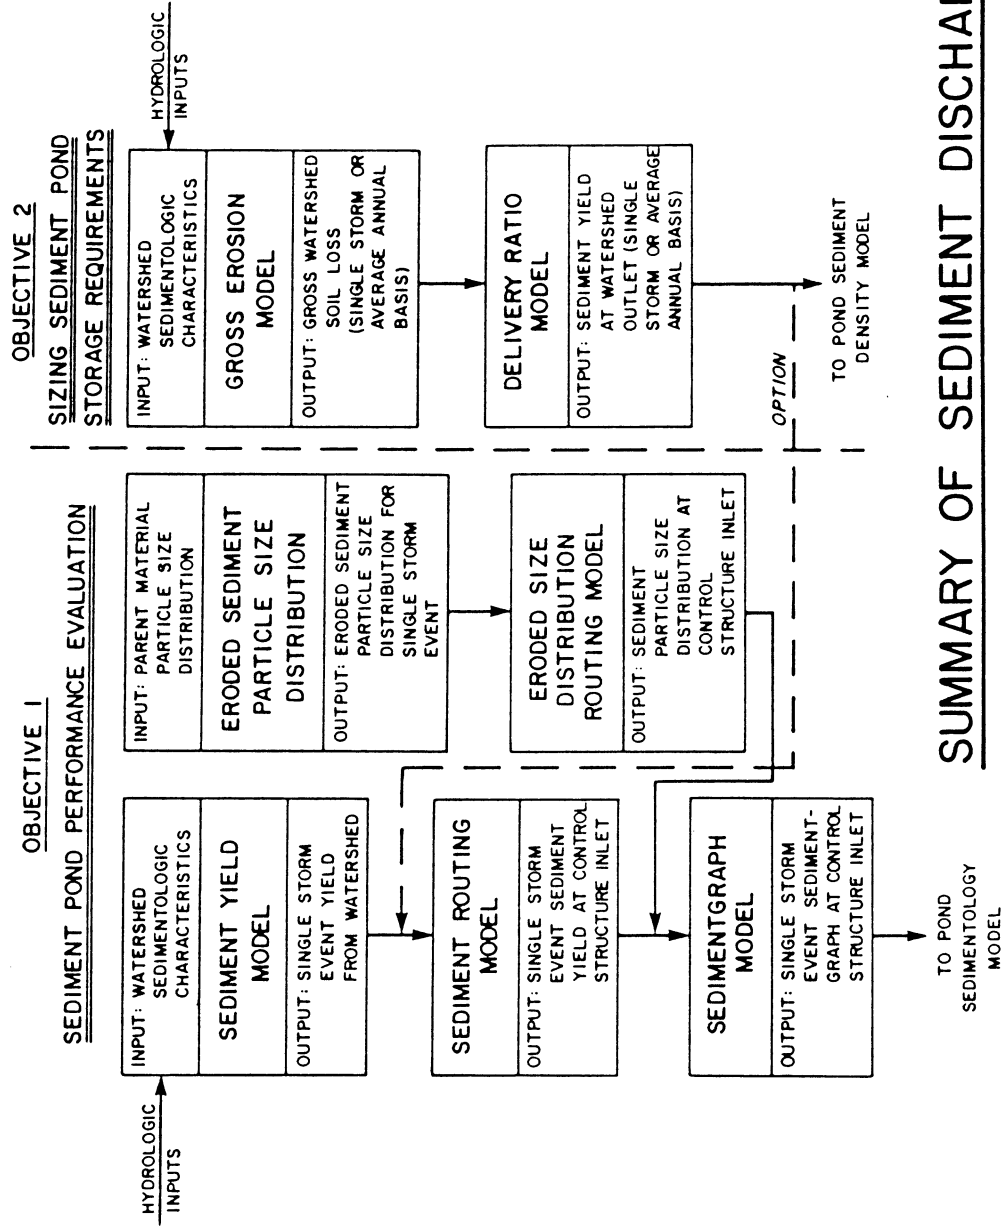 OBJECTIVE 1
SEDIMENT POND PERFORMANCE EVALUATION
HYDROLOGIC
INPUTS
INPUT: WATERSHED
SEDIMENTOLOGIC
CHARACTERISTICS
SEDIMENT YIELD
MODEL
OUTPUT: SINGLE STORM
EVENT YIELD
FROM WATERSHED
SEDIMENT ROUTING
MODEL
OUTPUT: SINGLE STORM
EVENT SEDIMENT
YIELD AT CONTROL
STRUCTURE INLET
SEDIMENTGRAPH
MODEL
OUTPUT: SINGLE STORM
EVENT SEDIMENT-
GRAPH AT CONTROL
STRUCTURE INLET
TO POND
SEDIMENTOLOGY
MODEL
INPUT: PARENT MATERIAL
PARTICLE SIZE
DISTRIBUTION
ERODED SEDIMENT
PARTICLE SIZE
DISTRIBUTION
OUTPUT: ERODED SEDIMENT
PARTICLE SIZE
DISTRIBUTION FOR
SINGLE STORM
EVENT
ERODED SIZE
DISTRIBUTION
ROUTING MODEL
OUTPUT: SEDIMENT
PARTICLE SIZE
DISTRIBUTION AT
CONTROL
STRUCTURE INLET
OBJECTIVE 2
SIZING SEDIMENT POND
STORAGE REQUIREMENTS
HYDROLOGIC
INPUTS
INPUT: WATERSHED
SEDIMENTOLOGIC
CHARACTERISTICS
GROSS EROSION
MODEL
OUTPUT: GROSS WATERSHED
SOIL LOSS
(SINGLE STORM OR
AVERAGE ANNUAL
BASIS)
DELIVERY RATIO
MODEL
OUTPUT: SEDIMENT YIELD
AT WATERSHED
OUTLET (SINGLE
STORM OR AVERAGE
ANNUAL BASIS)
OPTION
TO POND SEDIMENT
DENSITY MODEL
SUMMARY OF SEDIMENT